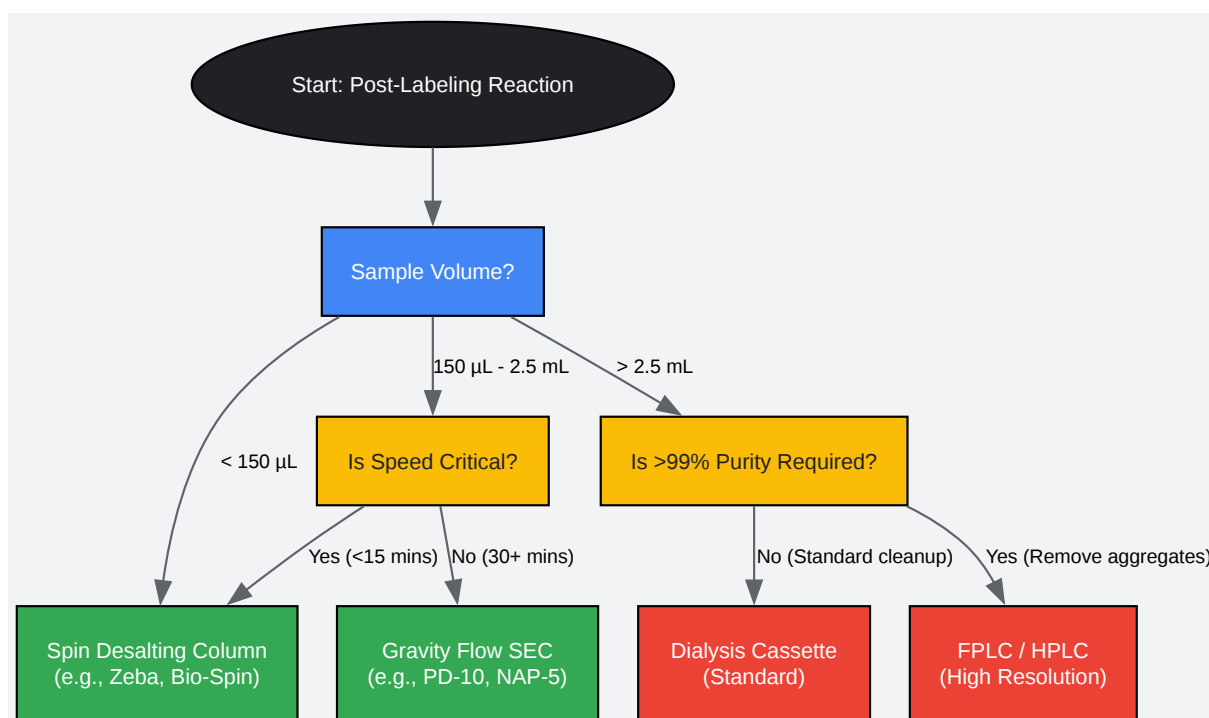 Start: Post-Labeling Reaction
Sample Volume?
150 µL - 2.5 mL
> 2.5 mL
< 150 µL
Is Speed Critical?
Is >99% Purity Required?
Yes (<15 mins)
No (30+ mins)
No (Standard cleanup)
Yes (Remove aggregates)
Spin Desalting Column
(e.g., Zeba, Bio-Spin)
Gravity Flow SEC
(e.g., PD-10, NAP-5)
Dialysis Cassette
(Standard)
FPLC / HPLC
(High Resolution)